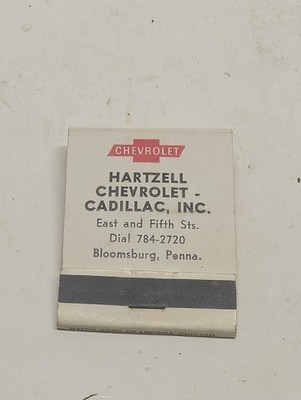 CHEVROLET
HARTZELL
CHEVROLET -
CADILLAC, INC.
East and Fifth Sts.
Dial 784-2720
Bloomsburg, Penna.